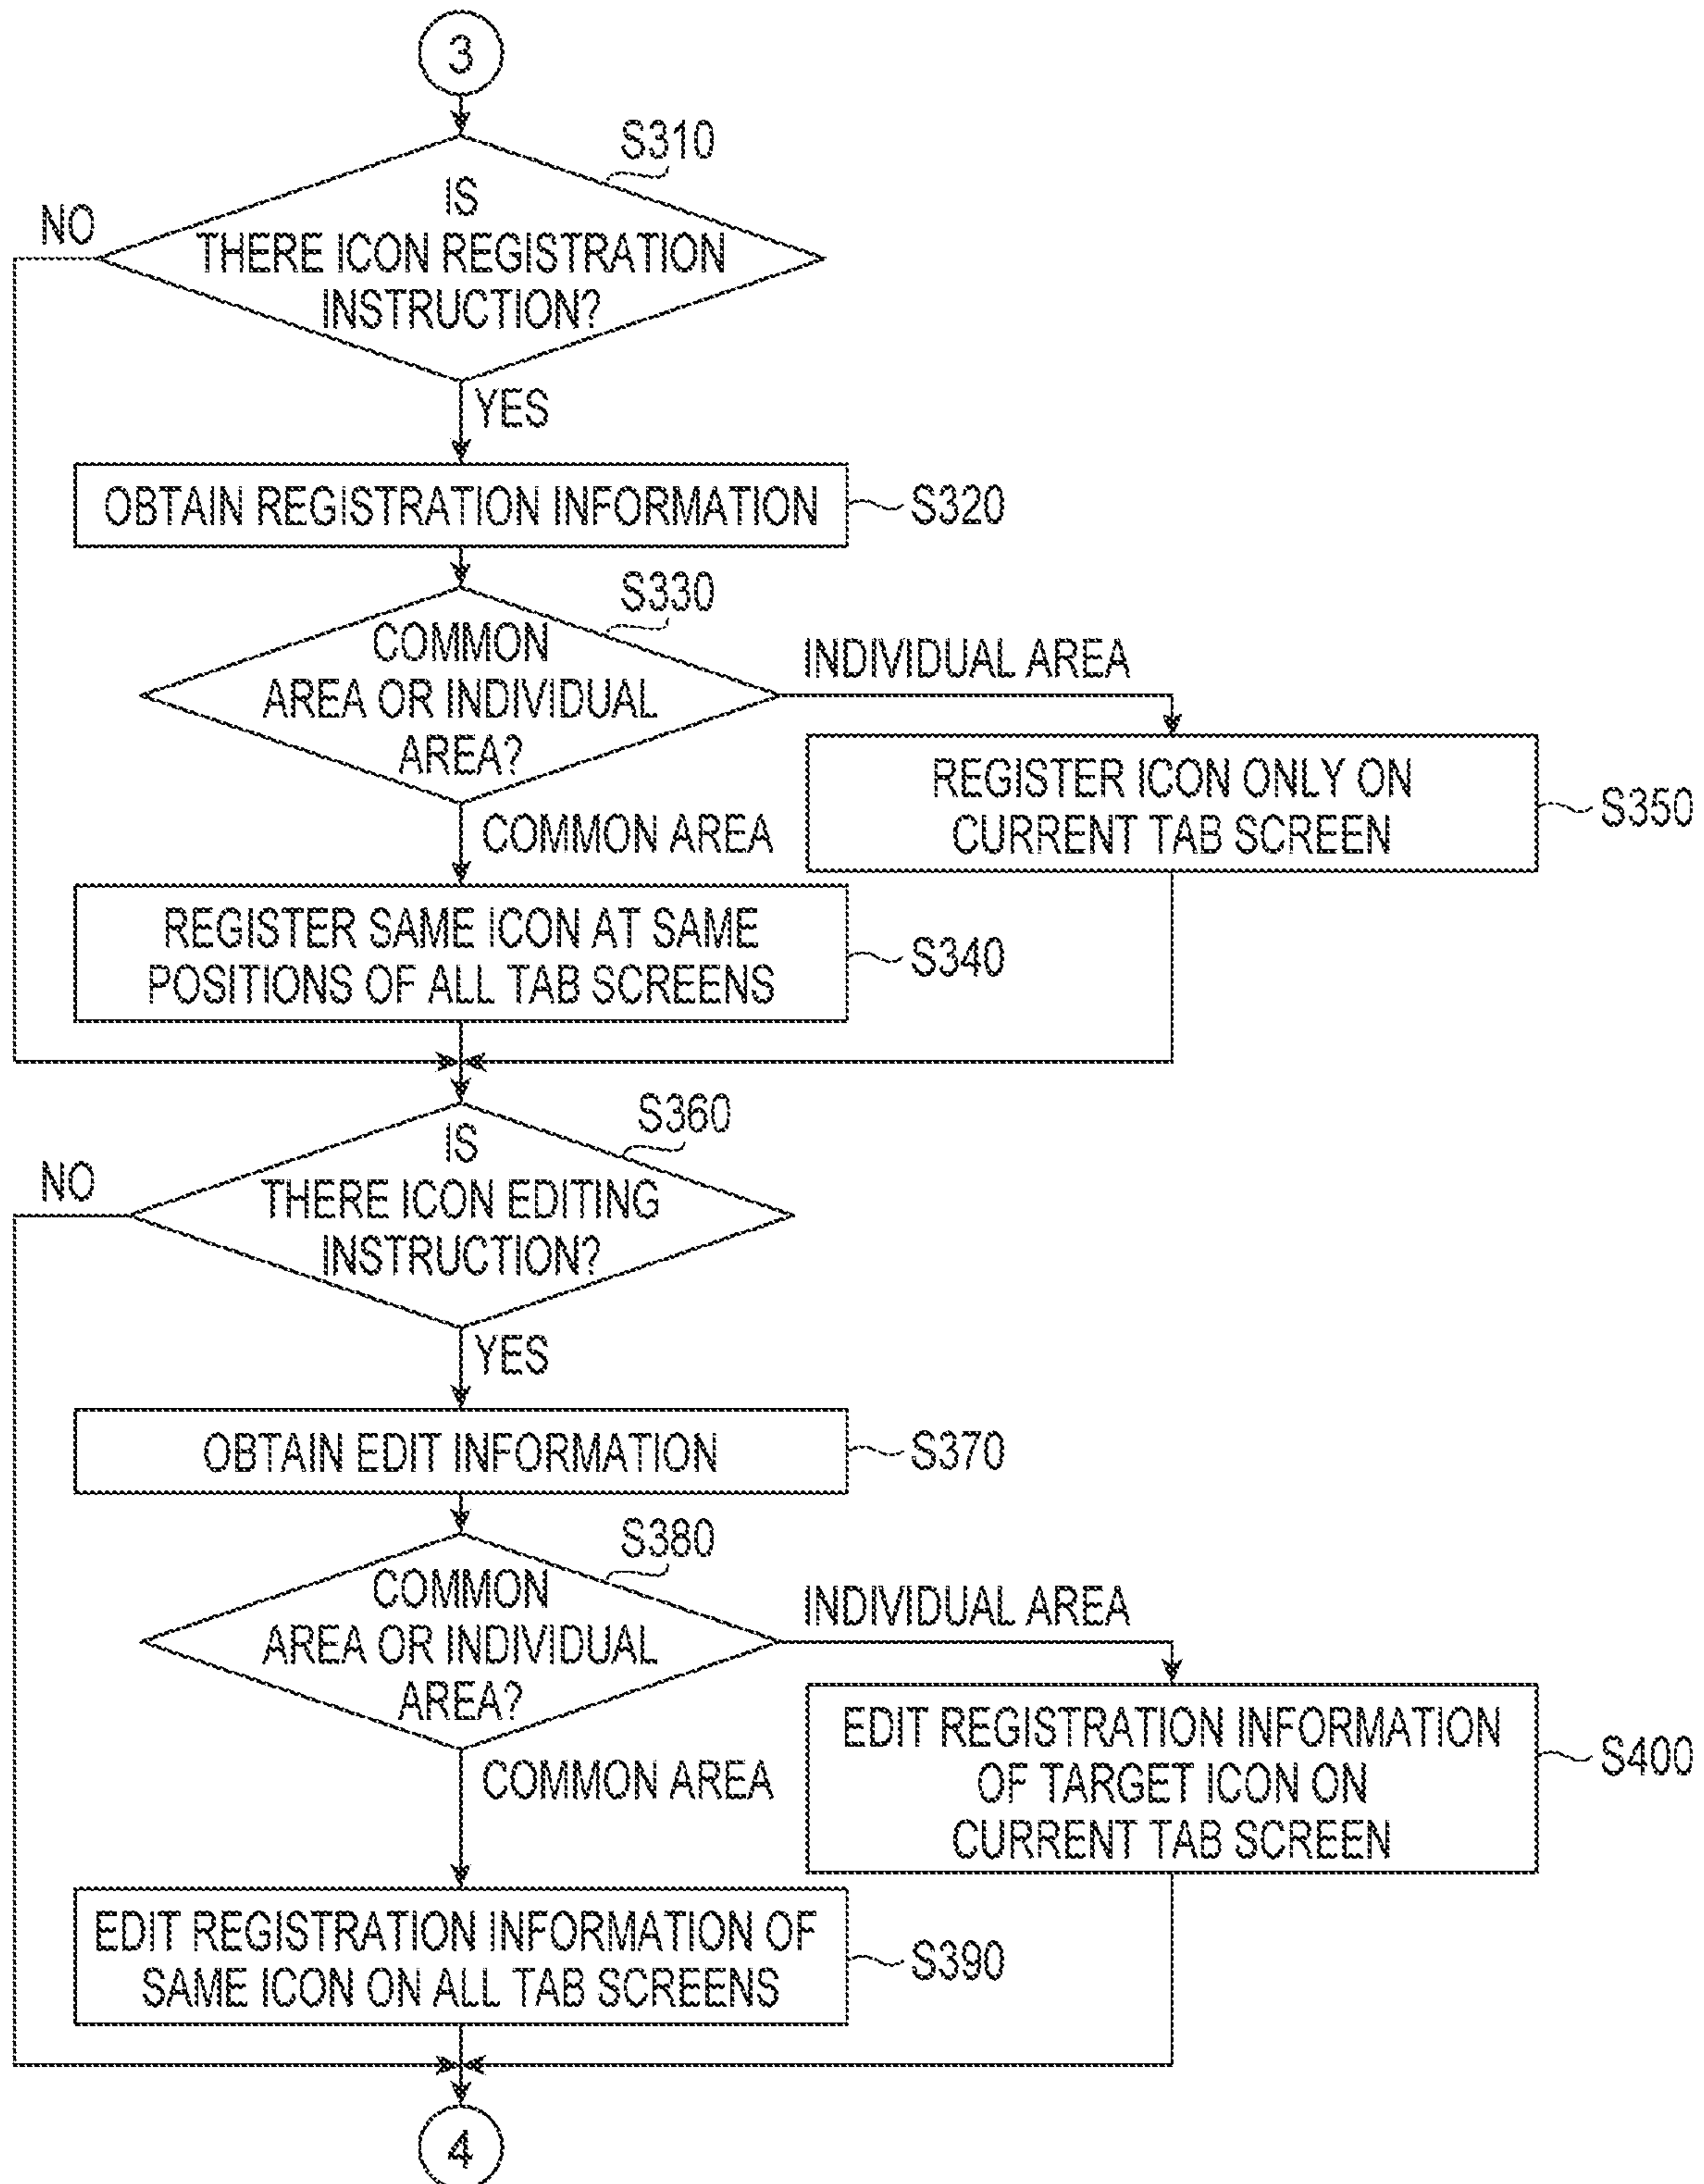 3
S310
IS
NO
THERE ICON REGISTRATION
INSTRUCTION?
YES
OBTAIN REGISTRATION INFORMATION
S320
S330
COMMON
AREA OR INDIVIDUAL
AREA?
INDIVIDUAL AREA
COMMON AREA
REGISTER ICON ONLY ON
CURRENT TAB SCREEN
S350
REGISTER SAME ICON AT SAME
POSITIONS OF ALL TAB SCREENS
S340
S360
IS
NO
THERE ICON EDITING
INSTRUCTION?
YES
OBTAIN EDIT INFORMATION
S370
S380
COMMON
AREA OR INDIVIDUAL
AREA?
INDIVIDUAL AREA
COMMON AREA
EDIT REGISTRATION INFORMATION
OF TARGET ICON ON
CURRENT TAB SCREEN
S400
EDIT REGISTRATION INFORMATION OF
SAME ICON ON ALL TAB SCREENS
S390
4